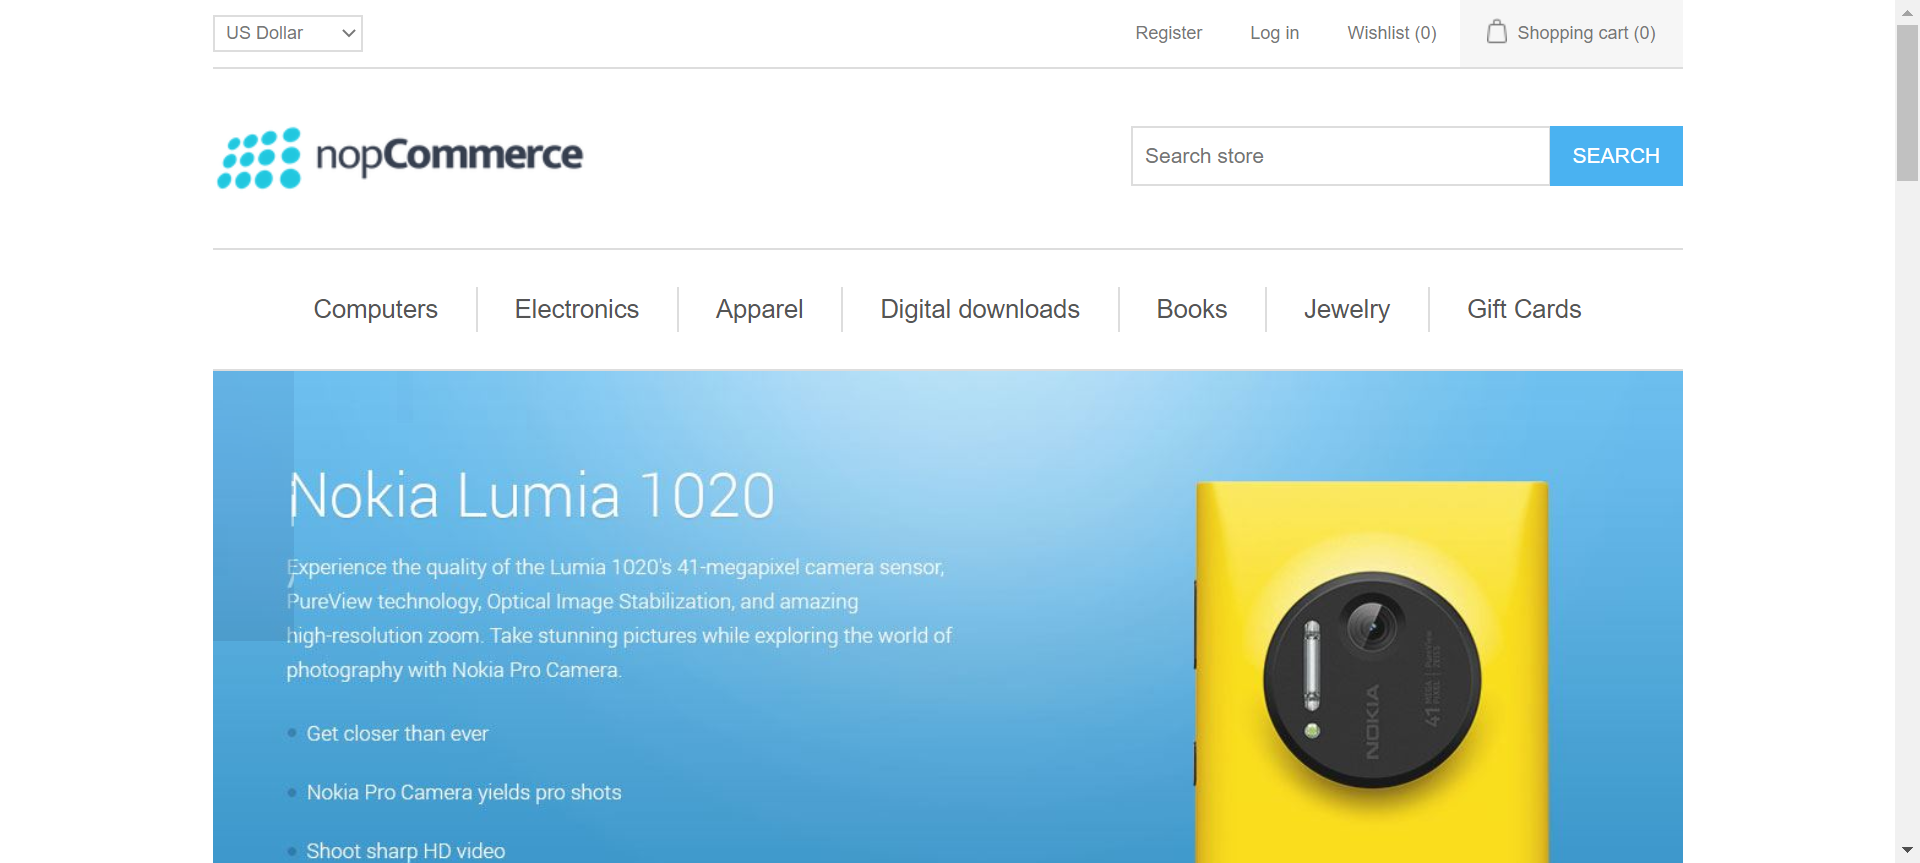 US Dollar
Register
Log in
Wishlist (0)
Shopping cart (0)
nopCommerce
Search store
SEARCH
Computers
Electronics
Apparel
Digital downloads
Books
Jewelry
Gift Cards
Nokia Lumia 1020
Experience the quality of the Lumia 1020's 41-megapixel camera sensor,
PureView technology, Optical Image Stabilization, and amazing
high-resolution zoom. Take stunning pictures while exploring the world of
photography with Nokia Pro Camera.
Get closer than ever
Nokia Pro Camera yields pro shots
Shoot sharp HD video
NOKIA
41 MEGA PIXEL
PureView
ZEISS